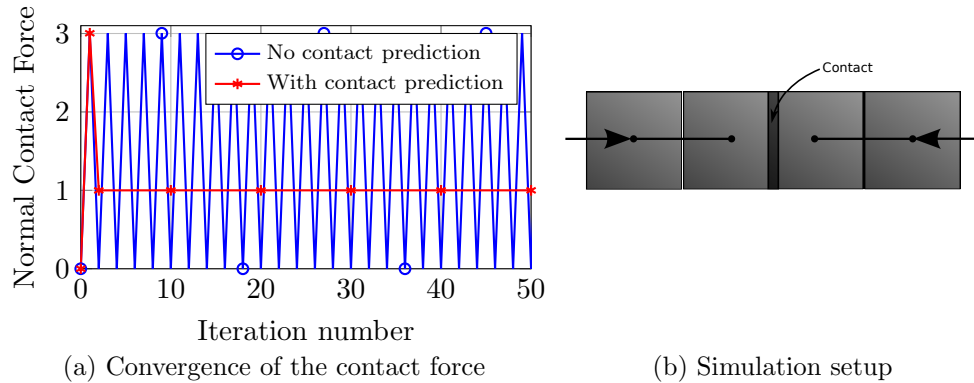 Normal Contact Force
3
2
1
0
0
10
20
30
40
50
Iteration number
No contact prediction
With contact prediction
(a) Convergence of the contact force
Contact
(b) Simulation setup